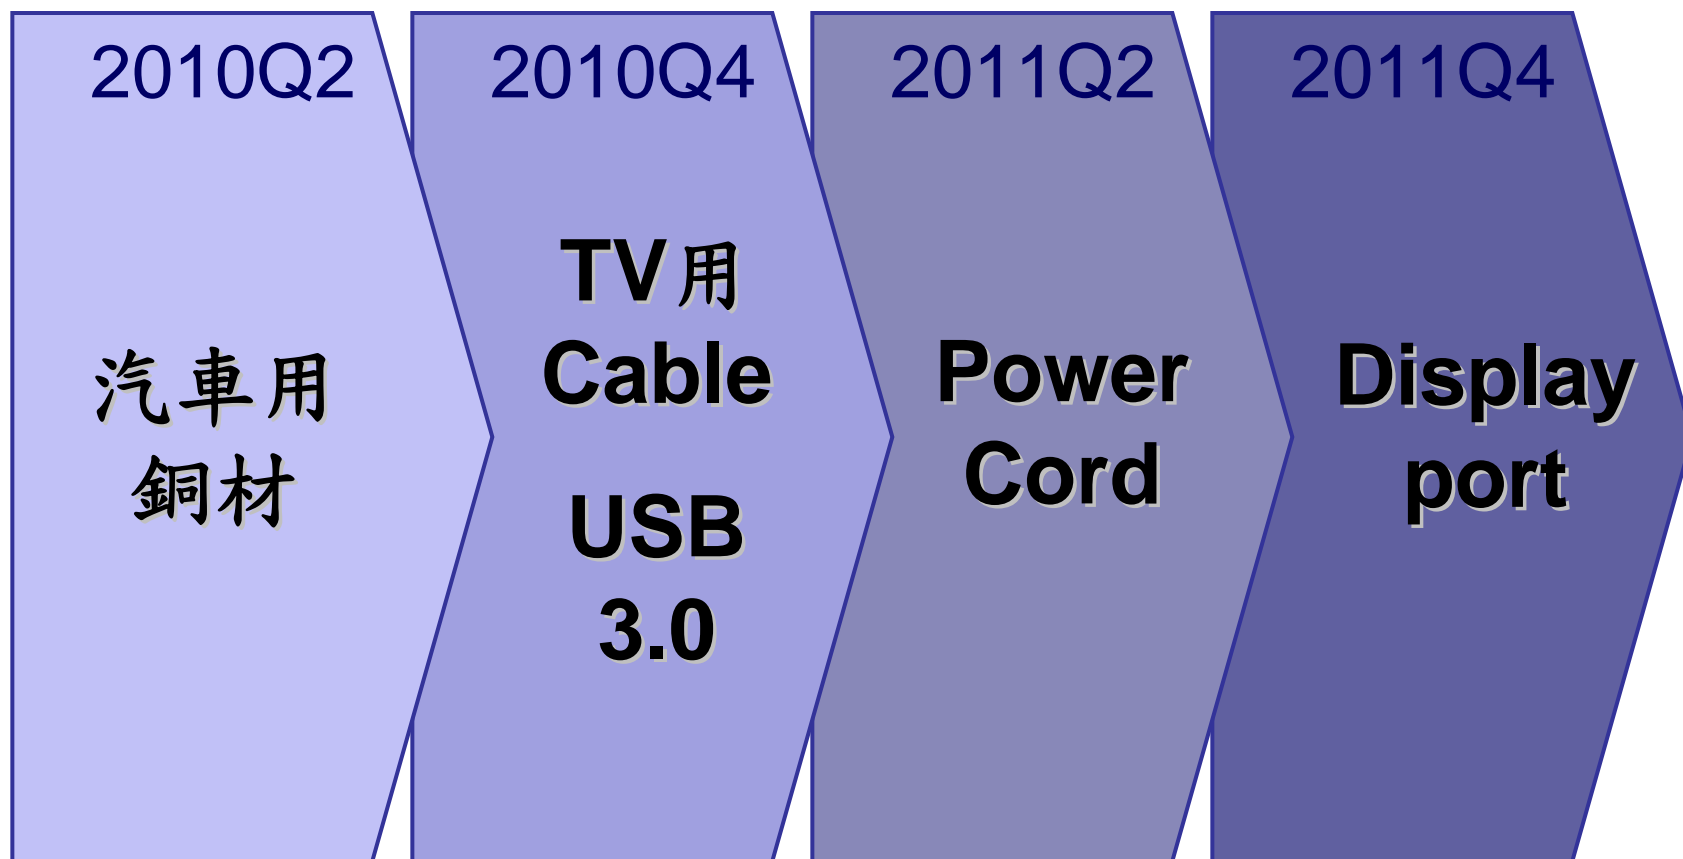 2010Q2
汽車用
銅材
2010Q4
TV用
Cable
USB
3.0
2011Q2
Power
Cord
2011Q4
Display
port